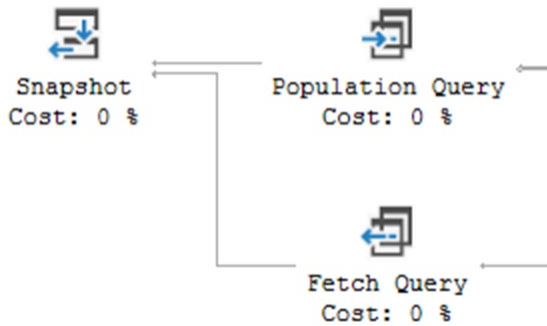 Snapshot
Cost: 0 %
Population Query
Cost: 0 %
Fetch Query
Cost: 0 %